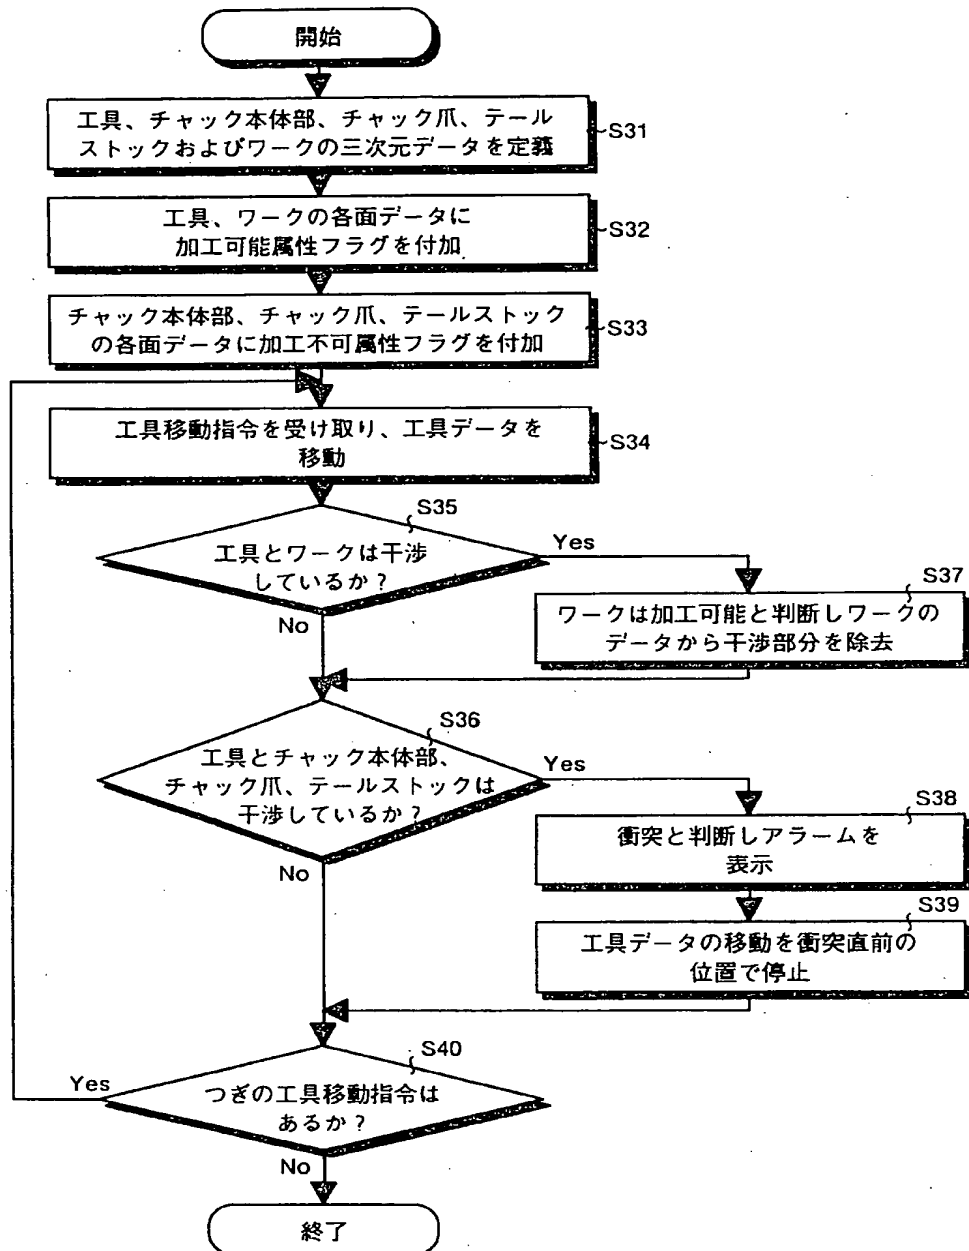 開始
工具、チャック本体部、チャック爪、テール
ストックおよびワークの三次元データを定義
S31
工具、ワークの各面データに
加工可能属性フラグを付加
S32
チャック本体部、チャック爪、テールストック
の各面データに加工不可属性フラグを付加
S33
工具移動指令を受け取り、工具データを
移動
S34
S35
工具とワークは干渉
しているか？
Yes
No
S37
ワークは加工可能と判断しワークの
データから干渉部分を除去
S36
工具とチャック本体部、
チャック爪、テールストックは
干渉しているか？
Yes
No
S38
衝突と判断しアラームを
表示
S39
工具データの移動を衝突直前の
位置で停止
S40
つぎの工具移動指令は
あるか？
Yes
No
終了